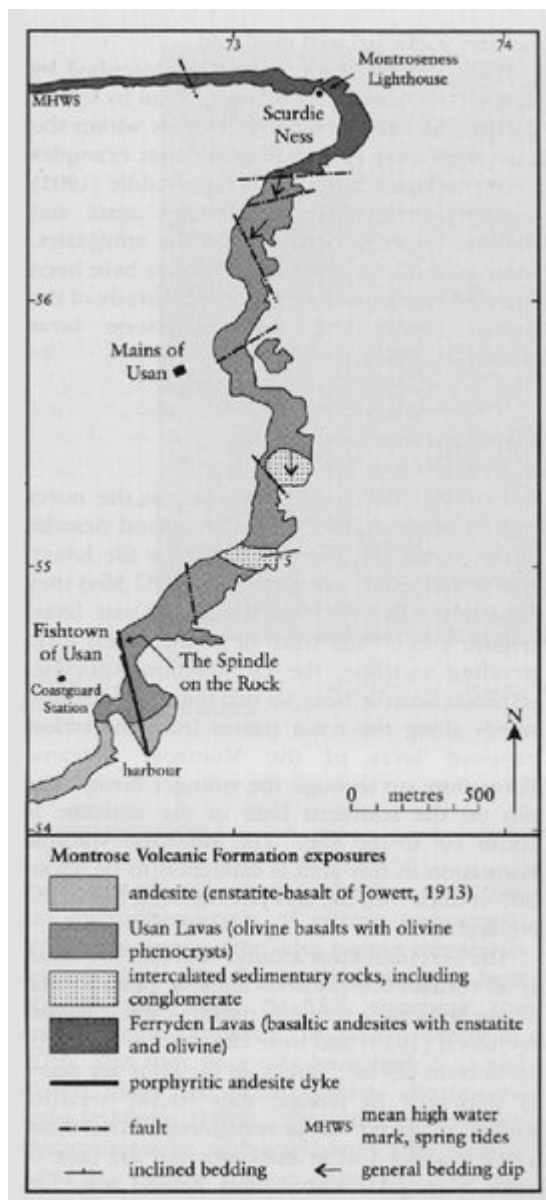 73
74
Montroseness
Lighthouse
MHWS
Scurdie
Ness
56
Mains of
Usan
55
5
Fishtown
of Usan
The Spindle
on the Rock
Coastguard
Station
harbour
N
0 metres 500
54
Montrose Volcanic Formation exposures
andesite (enstatite-basalt of Jowett, 1913)
Usan Lavas (olivine basalts with olivine
phenocrysts)
intercalated sedimentary rocks, including
conglomerate
Ferryden Lavas (basaltic andesites with enstatite
and olivine)
porphyritic andesite dyke
fault
MHWS
mean high water
mark, spring tides
inclined bedding
general bedding dip